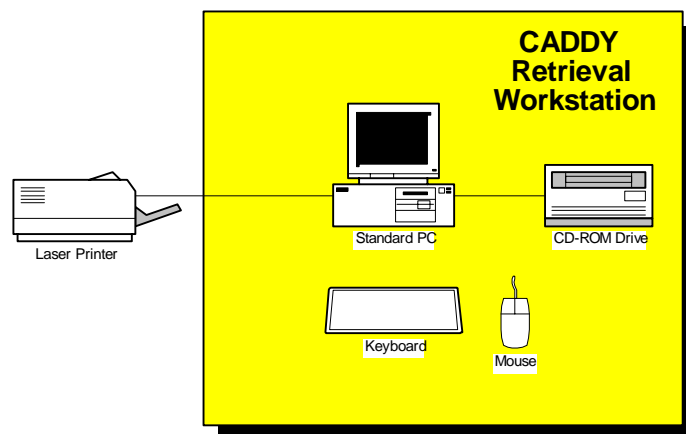 CADDY
Retrieval
Workstation
Standard PC
CD-ROM Drive
Laser Printer
Keyboard
Mouse